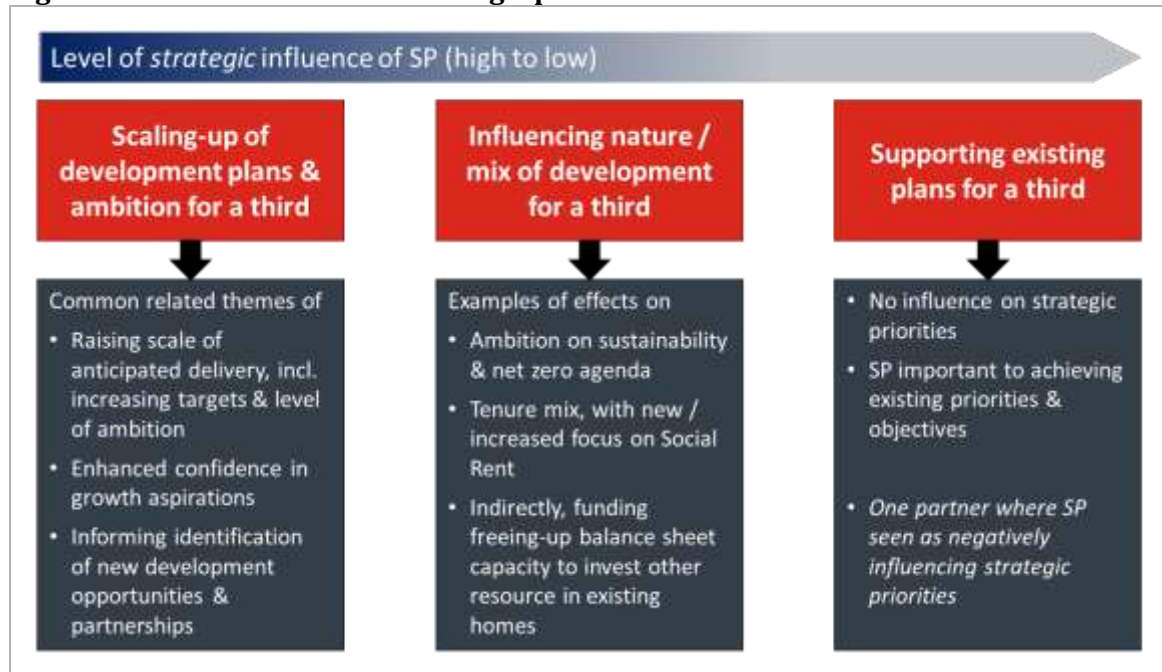 Level of strategic influence of SP (high to low)
Scaling-up of
development plans &
ambition for a third
Common related themes of
• Raising scale of
anticipated delivery, incl.
increasing targets & level
of ambition
• Enhanced confidence in
growth aspirations
• Informing identification
of new development
opportunities &
partnerships
Influencing nature /
mix of development
for a third
Examples of effects on
• Ambition on sustainability
& net zero agenda
• Tenure mix, with new /
increased focus on Social
Rent
• Indirectly, funding
freeing-up balance sheet
capacity to invest other
resource in existing
homes
Supporting existing
plans for a third
• No influence on strategic
priorities
• SP important to achieving
existing priorities &
objectives
• One partner where SP
seen as negatively
influencing strategic
priorities